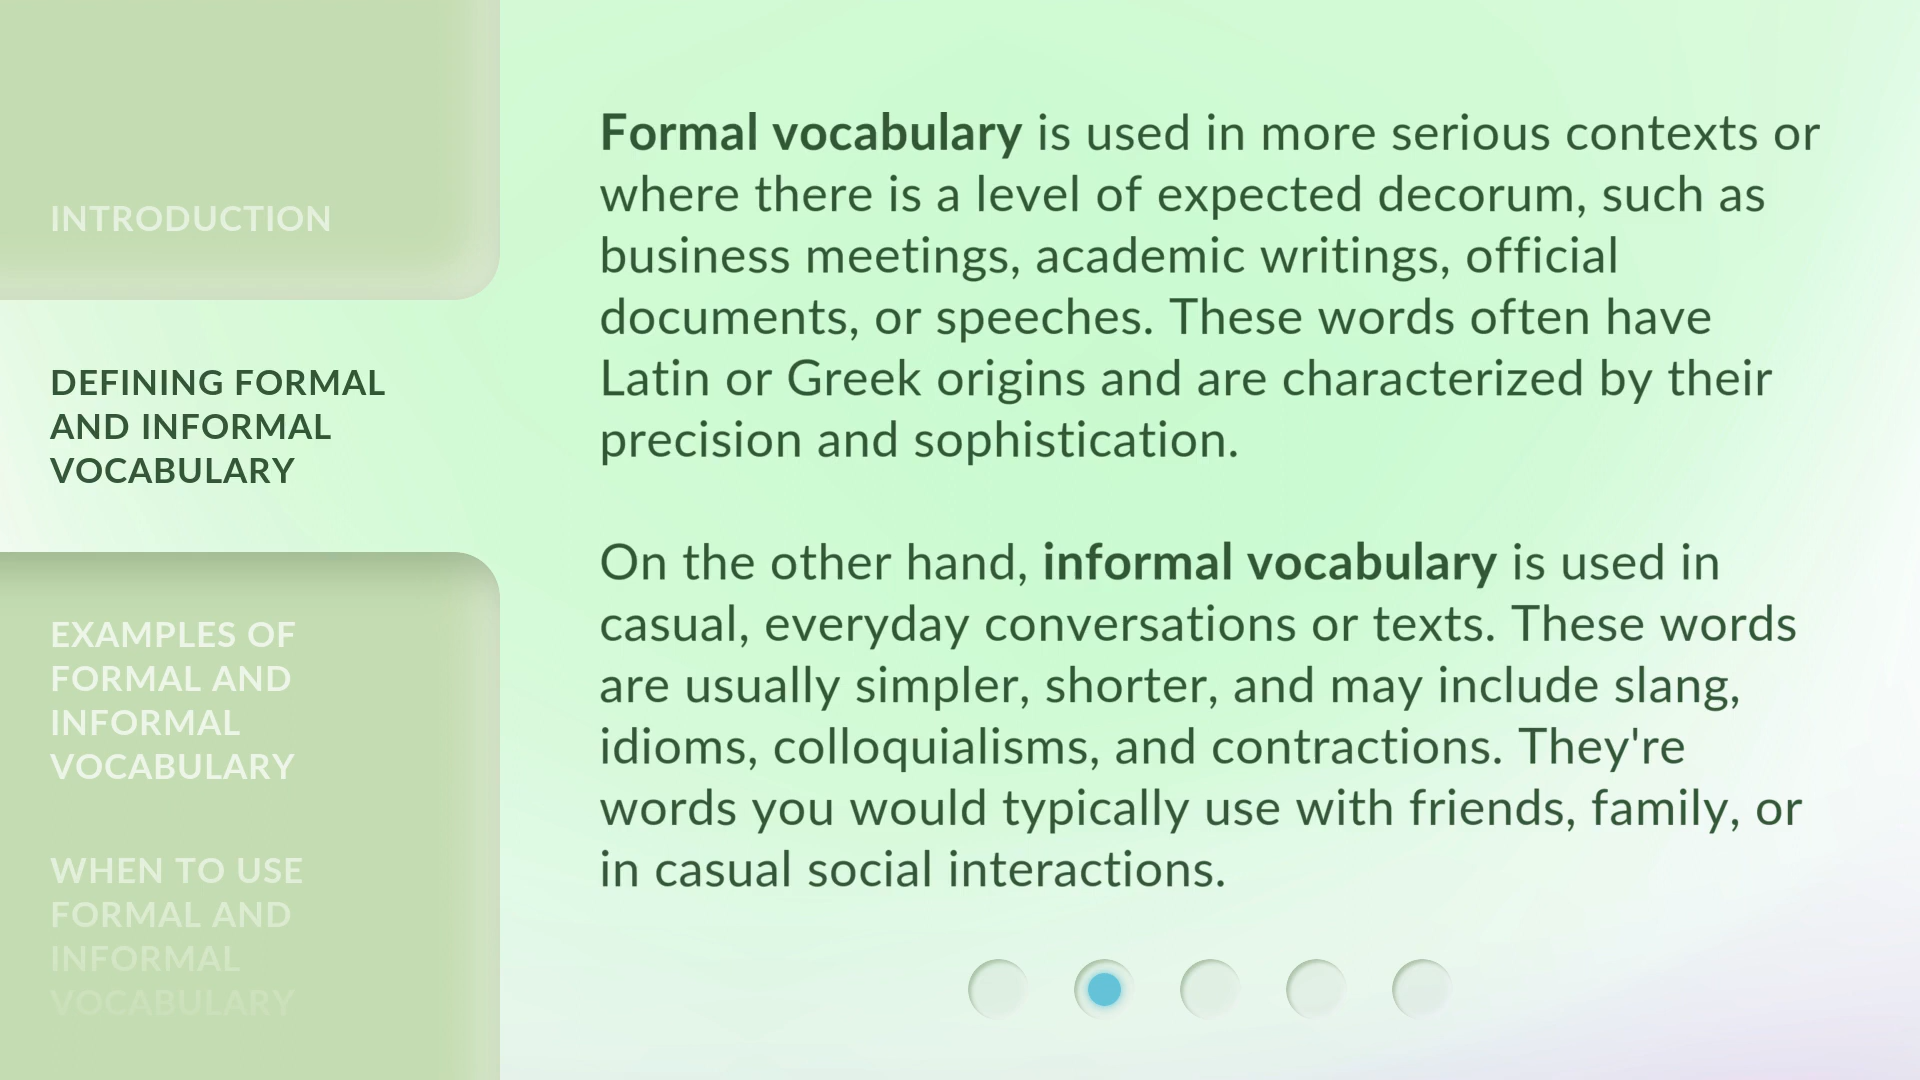 INTRODUCTION
DEFINING FORMAL
AND INFORMAL
VOCABULARY
EXAMPLES OF
FORMAL AND
INFORMAL
VOCABULARY
WHEN TO USE
FORMAL AND
INFORMAL
VOCABULARY
Formal vocabulary is used in more serious contexts or
where there is a level of expected decorum, such as
business meetings, academic writings, official
documents, or speeches. These words often have
Latin or Greek origins and are characterized by their
precision and sophistication.
On the other hand, informal vocabulary is used in
casual, everyday conversations or texts. These words
are usually simpler, shorter, and may include slang,
idioms, colloquialisms, and contractions. They're
words you would typically use with friends, family, or
in casual social interactions.